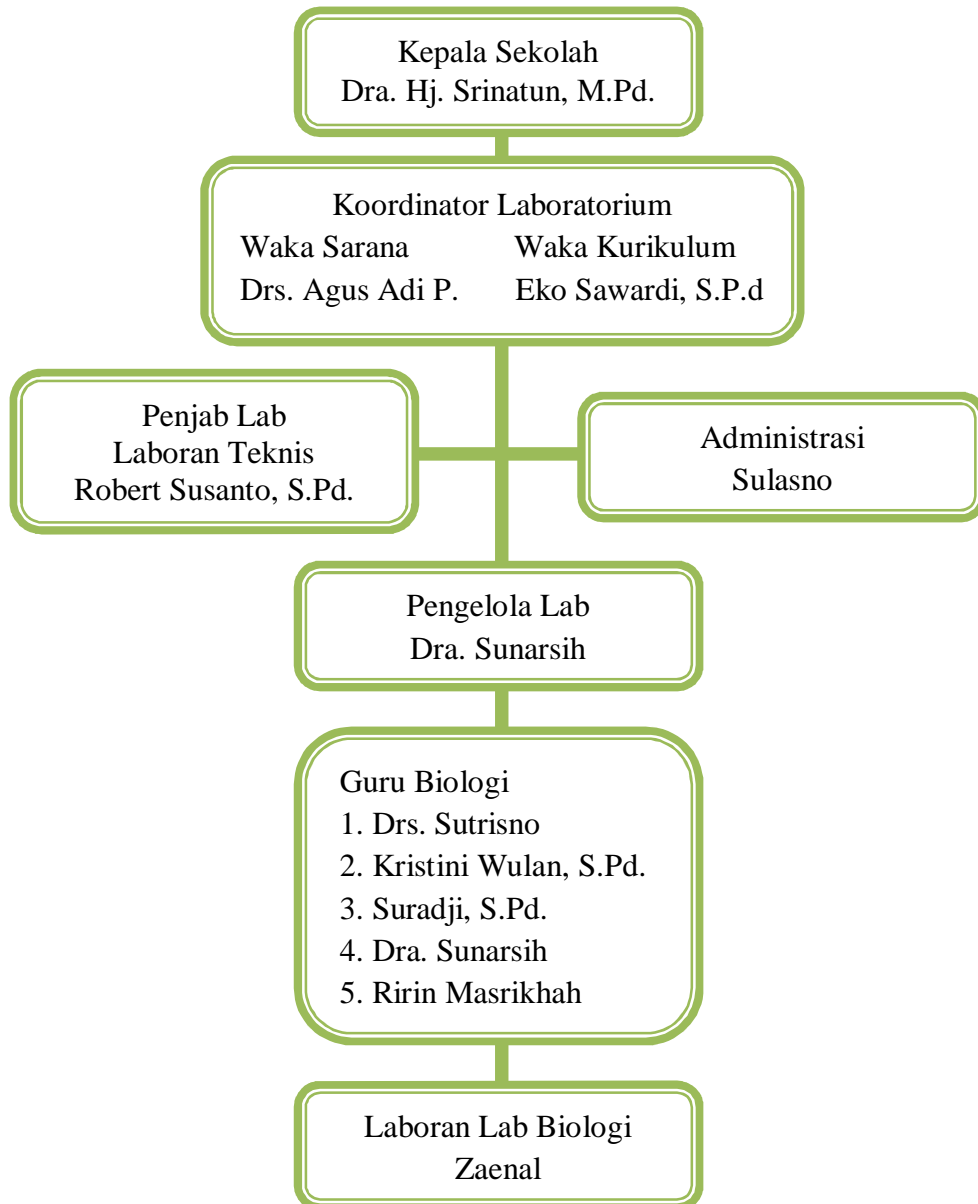 Kepala Sekolah
Dra. Hj. Srinatun, M.Pd.
Koordinator Laboratorium
Waka Sarana Waka Kurikulum
Drs. Agus Adi P. Eko Sawardi, S.P.d
Penjab Lab
Laboran Teknis
Robert Susanto, S.Pd.
Administrasi
Sulasno
Pengelola Lab
Dra. Sunarsih
Guru Biologi
1. Drs. Sutrisno
2. Kristini Wulan, S.Pd.
3. Suradji, S.Pd.
4. Dra. Sunarsih
5. Ririn Masrikhah
Laboran Lab Biologi
Zaenal